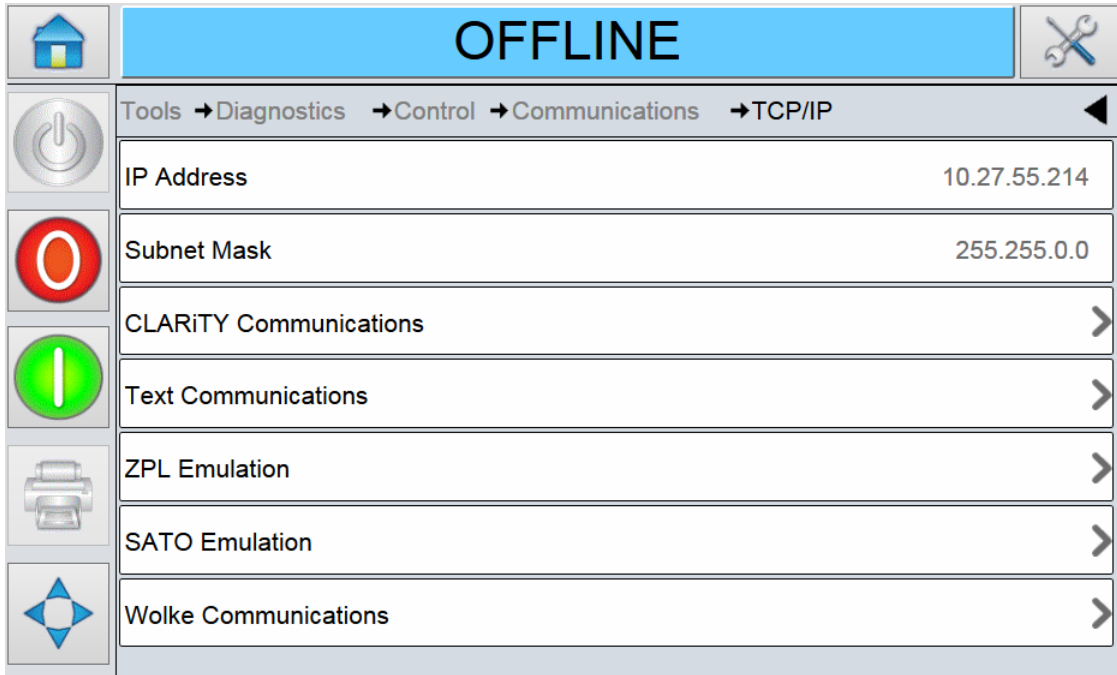 OFFLINE
Tools →Diagnostics →Control →Communications →TCP/IP
IP Address 10.27.55.214
Subnet Mask 255.255.0.0
CLARiTY Communications
Text Communications
ZPL Emulation
SATO Emulation
Wolke Communications